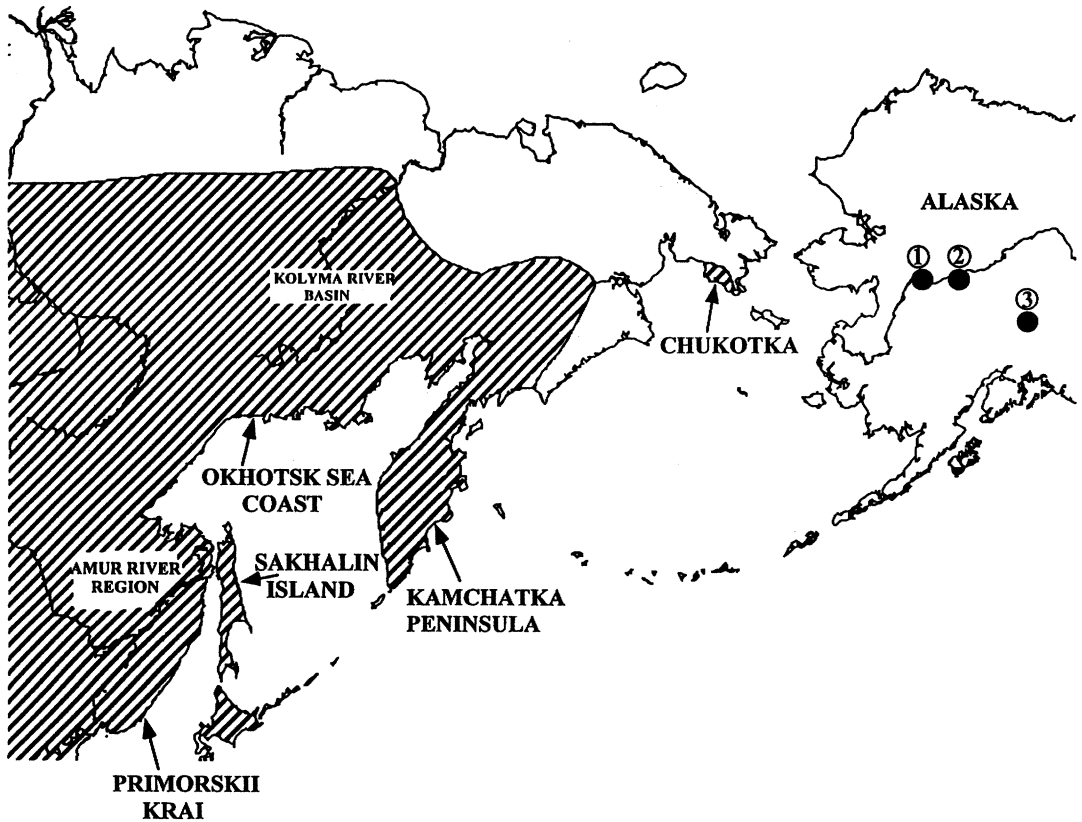 ALASKA
① ②
③
KOLYMA RIVER
BASIN
CHUKOTKA
OKHOTSK SEA
COAST
AMUR RIVER
REGION
SAKHALIN
ISLAND
KAMCHATKA
PENINSULA
PRIMORSKII
KRAI